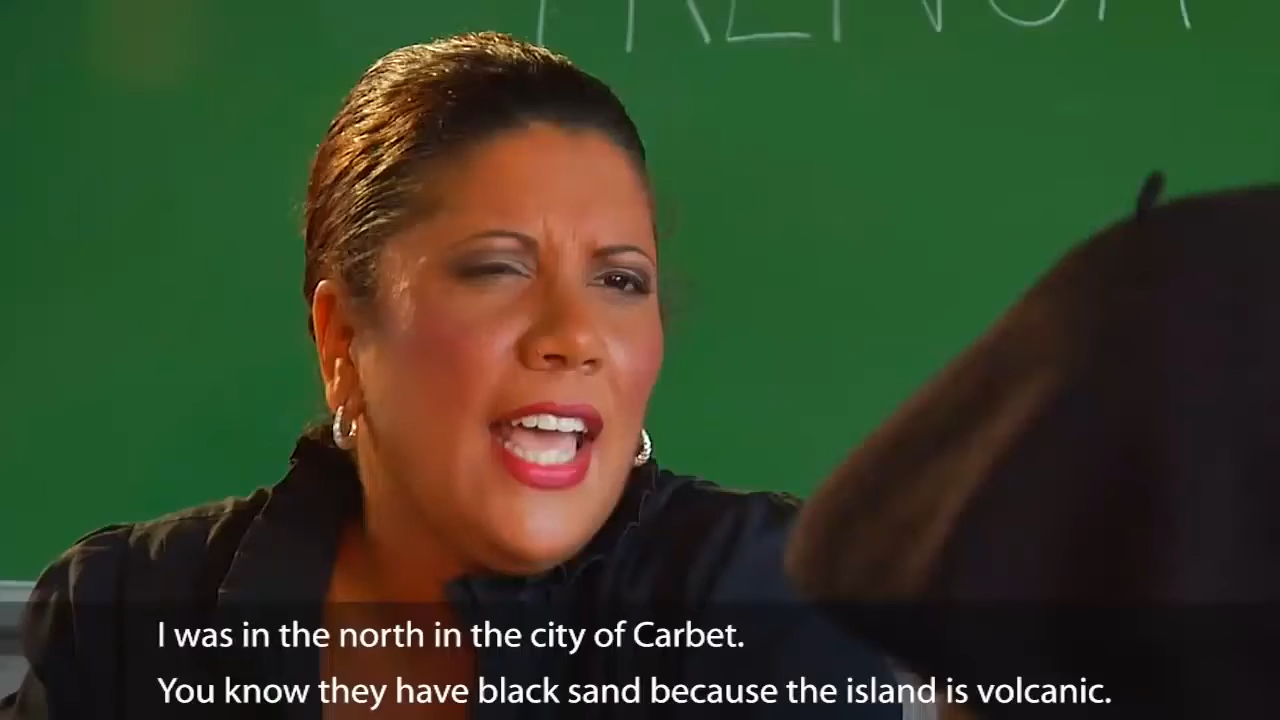 FRENCH
I was in the north in the city of Carbet.
You know they have black sand because the island is volcanic.